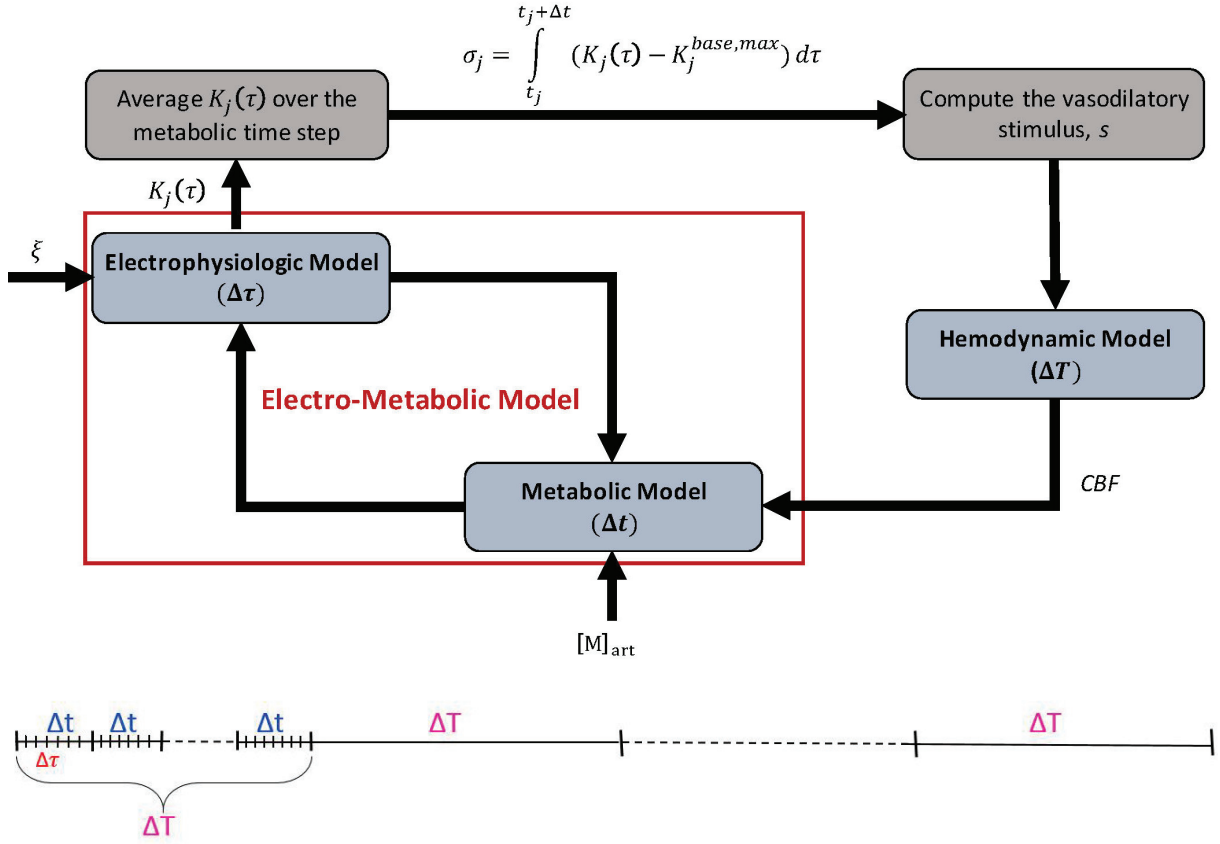 σ_j = ∫_{t_j}^{t_j+Δt} (K_j(τ) − K_j^{base,max}) dτ
Average K_j(τ) over the
metabolic time step
Compute the vasodilatory
stimulus, s
K_j(τ)
ξ
Electrophysiologic Model
(Δτ)
Hemodynamic Model
(ΔT)
Electro-Metabolic Model
Metabolic Model
(Δt)
CBF
[M]_art
Δt Δt Δt ΔT ΔT
Δτ
ΔT